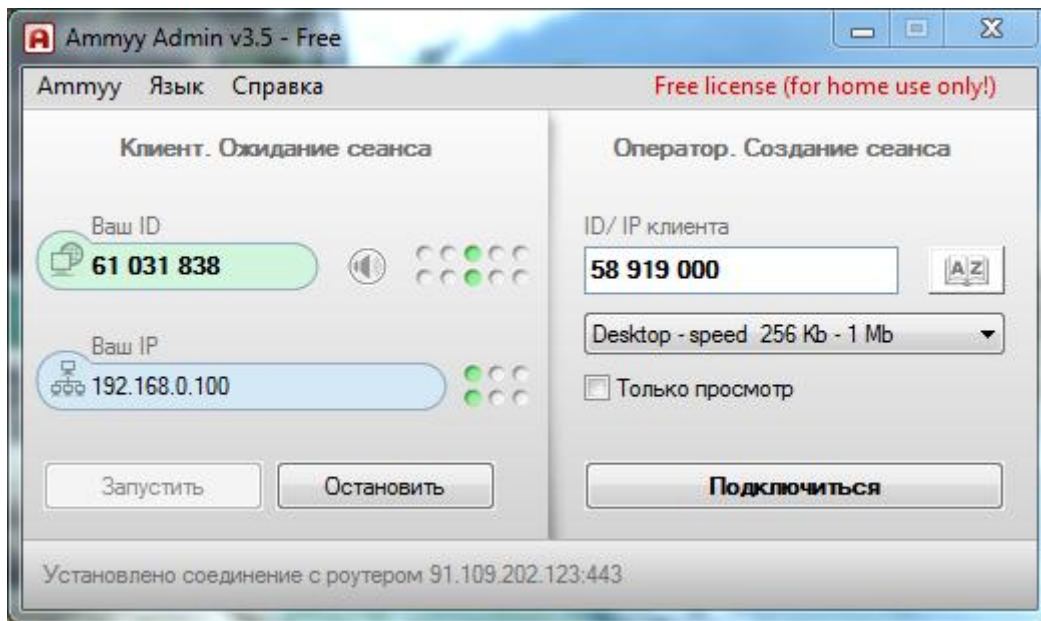 Ammyy Admin v3.5 - Free
Ammyy Язык Справка Free license (for home use only!)
Клиент. Ожидание сеанса
Ваш ID
61 031 838
Ваш IP
192.168.0.100
Запустить Остановить
Оператор. Создание сеанса
ID/ IP клиента
58 919 000
AZ
Desktop - speed 256 Kb - 1 Mb
Только просмотр
Подключиться
Установлено соединение с роутером 91.109.202.123:443